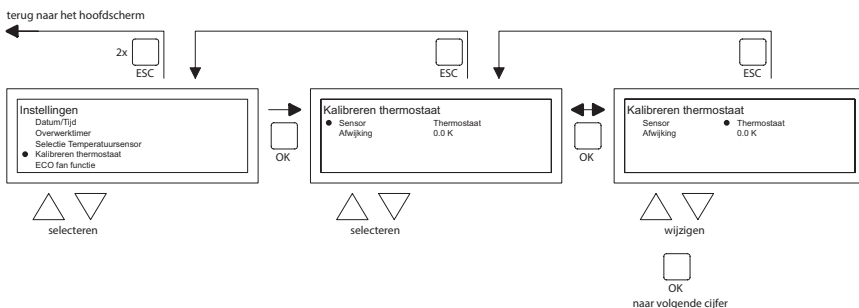 terug naar het hoofdscherm
2x
ESC
ESC
ESC
Instellingen
Datum/Tijd
Overwerktimer
Selectie Temperatuursensor
Kalibreren thermostaat
ECO fan functie
OK
Kalibreren thermostaat
Sensor Thermostaat
Afwijking 0.0 K
OK
Kalibreren thermostaat
Sensor Thermostaat
Afwijking 0.0 K
selecteren
selecteren
wijzigen
OK
naar volgende cijfer